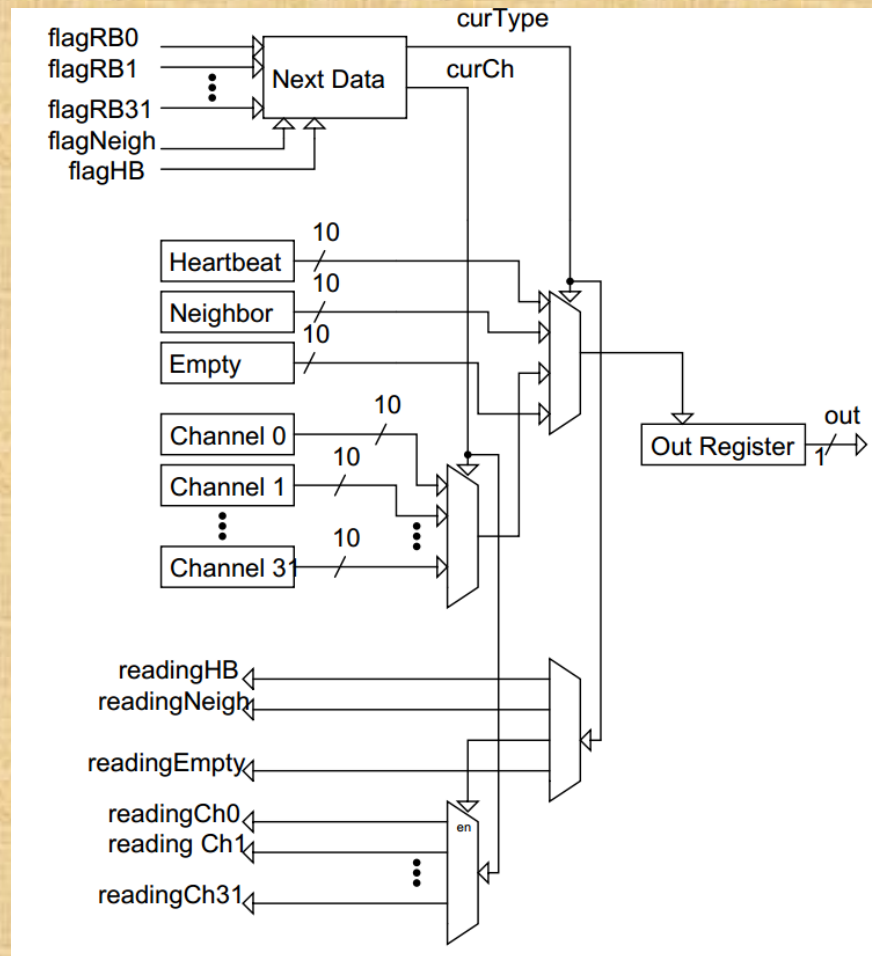 curType
flagRB0
flagRB1
Next Data
curCh
flagRB31
flagNeigh
flagHB
10
Heartbeat
10
Neighbor
10
Empty
10
Channel 0
out
Out Register
1
10
Channel 1
10
Channel 31
readingHB
readingNeigh
readingEmpty
readingCh0
en
reading Ch1
readingCh31